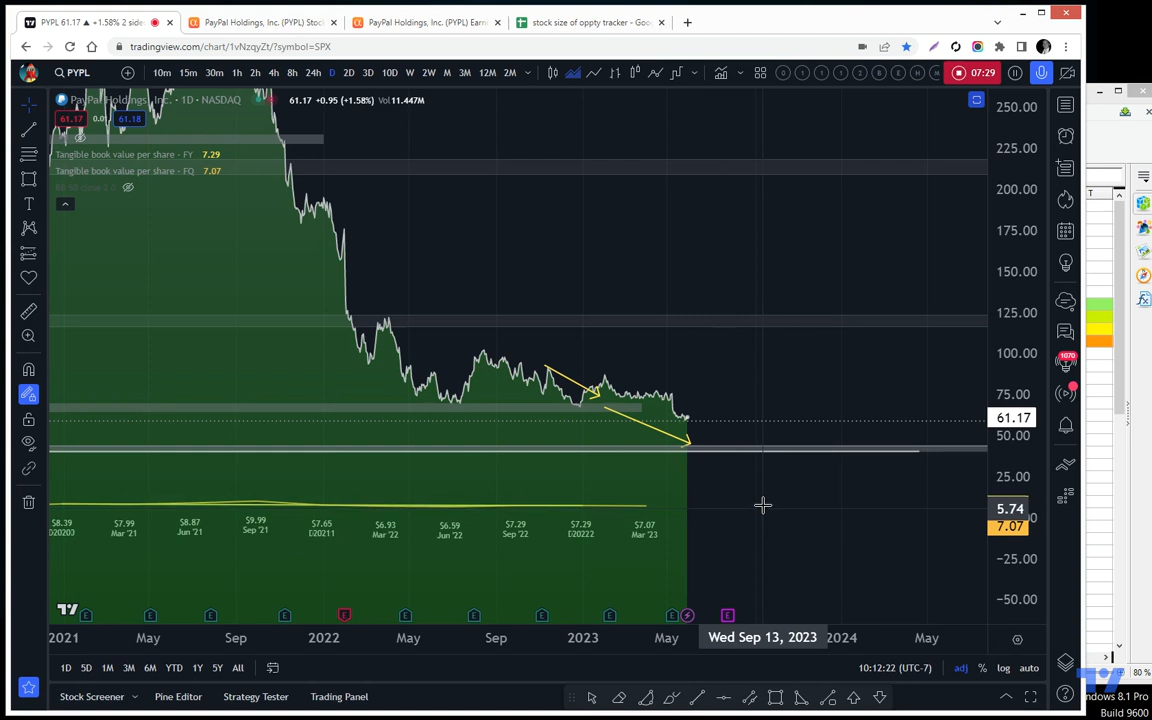 PYPL 61.17 ▲ +1.58% 2 side
PayPal Holdings, Inc. (PYPL) Stock
PayPal Holdings, Inc. (PYPL) Earn
stock size of oppty tracker - Goo
tradingview.com/chart/1vNzqyZt/?symbol=SPX
PYPL
10m 15m 30m 1h 2h 4h 8h 24h D 2D 3D 10D W 2W M 3M 12M 2M
07:29
PayPal Holdings, Inc. · 1D · NASDAQ 61.17 +0.95 (+1.58%) Vol 11.447M
61.17 0.01 61.18
Tangible book value per share - FY 7.29
Tangible book value per share - FQ 7.07
250.00
225.00
200.00
175.00
150.00
125.00
100.00
75.00
61.17
50.00
25.00
5.74
7.07
−25.00
−50.00
$8.39 $7.99 $8.87 $9.99 $7.65 $6.93 $6.59 $7.29 $7.29 $7.07
D20203 Mar '21 Jun '21 Sep '21 D20211 Mar '22 Jun '22 Sep '22 D20222 Mar '23
E E E E E E E E E E E
2021 May Sep 2022 May Sep 2023 May Wed Sep 13, 2023 2024 May
1D 5D 1M 3M 6M YTD 1Y 5Y All
10:12:22 (UTC-7) adj % log auto
Stock Screener Pine Editor Strategy Tester Trading Panel
1070
T
80 %
ndows 8.1 Pro
Build 9600